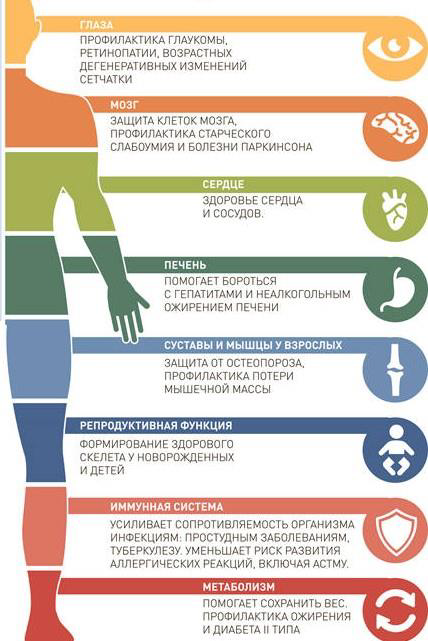 ГЛАЗА
ПРОФИЛАКТИКА ГЛАУКОМЫ,
РЕТИНОПАТИИ, ВОЗРАСТНЫХ
ДЕГЕНЕРАТИВНЫХ ИЗМЕНЕНИЙ
СЕТЧАТКИ
МОЗГ
ЗАЩИТА КЛЕТОК МОЗГА,
ПРОФИЛАКТИКА СТАРЧЕСКОГО
СЛАБОУМИЯ И БОЛЕЗНИ ПАРКИНСОНА
СЕРДЦЕ
ЗДОРОВЬЕ СЕРДЦА
И СОСУДОВ.
ПЕЧЕНЬ
ПОМОГАЕТ БОРОТЬСЯ
С ГЕПАТИТАМИ И НЕАЛКОГОЛЬНЫМ
ОЖИРЕНИЕМ ПЕЧЕНИ
СУСТАВЫ И МЫШЦЫ У ВЗРОСЛЫХ
ЗАЩИТА ОТ ОСТЕОПОРОЗА,
ПРОФИЛАКТИКА ПОТЕРИ
МЫШЕЧНОЙ МАССЫ
РЕПРОДУКТИВНАЯ ФУНКЦИЯ
ФОРМИРОВАНИЕ ЗДОРОВОГО
СКЕЛЕТА У НОВОРОЖДЕННЫХ
И ДЕТЕЙ
ИММУННАЯ СИСТЕМА
УСИЛИВАЕТ СОПРОТИВЛЯЕМОСТЬ ОРГАНИЗМА
ИНФЕКЦИЯМ: ПРОСТУДНЫМ ЗАБОЛЕВАНИЯМ,
ТУБЕРКУЛЕЗУ. УМЕНЬШАЕТ РИСК РАЗВИТИЯ
АЛЛЕРГИЧЕСКИХ РЕАКЦИЙ, ВКЛЮЧАЯ АСТМУ.
МЕТАБОЛИЗМ
ПОМОГАЕТ СОХРАНИТЬ ВЕС.
ПРОФИЛАКТИКА ОЖИРЕНИЯ
И ДИАБЕТА II ТИПА